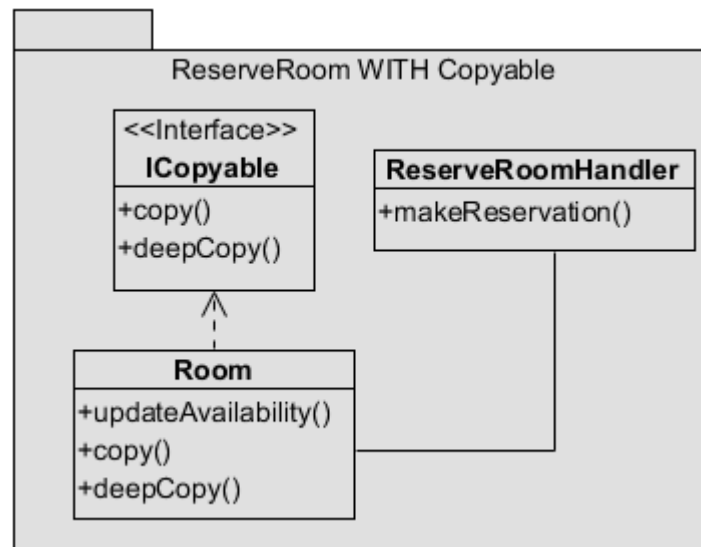 ReserveRoom WITH Copyable
<<Interface>>
ICopyable
+copy()
+deepCopy()
ReserveRoomHandler
+makeReservation()
Room
+updateAvailability()
+copy()
+deepCopy()